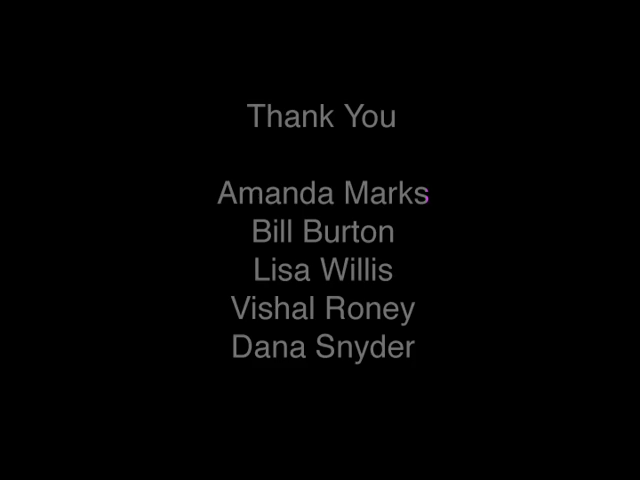 Thank You
Amanda Marks
Bill Burton
Lisa Willis
Vishal Roney
Dana Snyder